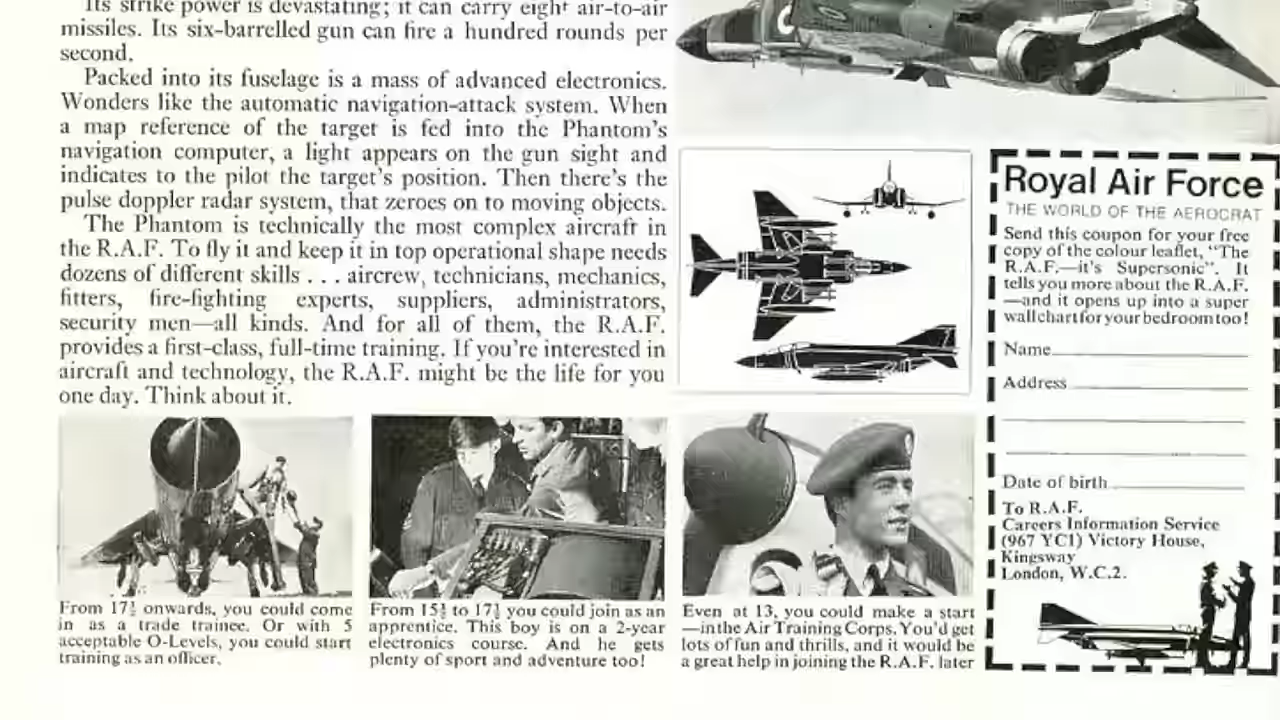 Its strike power is devastating; it can carry eight air-to-air
missiles. Its six-barrelled gun can fire a hundred rounds per
second.
Packed into its fuselage is a mass of advanced electronics.
Wonders like the automatic navigation-attack system. When
a map reference of the target is fed into the Phantom's
navigation computer, a light appears on the gun sight and
indicates to the pilot the target's position. Then there's the
pulse doppler radar system, that zeroes on to moving objects.
The Phantom is technically the most complex aircraft in
the R.A.F. To fly it and keep it in top operational shape needs
dozens of different skills . . . aircrew, technicians, mechanics,
fitters, fire-fighting experts, suppliers, administrators,
security men—all kinds. And for all of them, the R.A.F.
provides a first-class, full-time training. If you're interested in
aircraft and technology, the R.A.F. might be the life for you
one day. Think about it.
From 17½ onwards, you could come
in as a trade trainee. Or with 5
acceptable O-Levels, you could start
training as an officer.
From 15½ to 17½ you could join as an
apprentice. This boy is on a 2-year
electronics course. And he gets
plenty of sport and adventure too!
Even at 13, you could make a start
—in the Air Training Corps. You'd get
lots of fun and thrills, and it would be
a great help in joining the R.A.F. later
Royal Air Force
THE WORLD OF THE AEROCRAT
Send this coupon for your free
copy of the colour leaflet, "The
R.A.F.—it's Supersonic". It
tells you more about the R.A.F.
—and it opens up into a super
wall chart for your bedroom too!
Name
Address
Date of birth
To R.A.F.
Careers Information Service
(967 YC1) Victory House,
Kingsway
London, W.C.2.